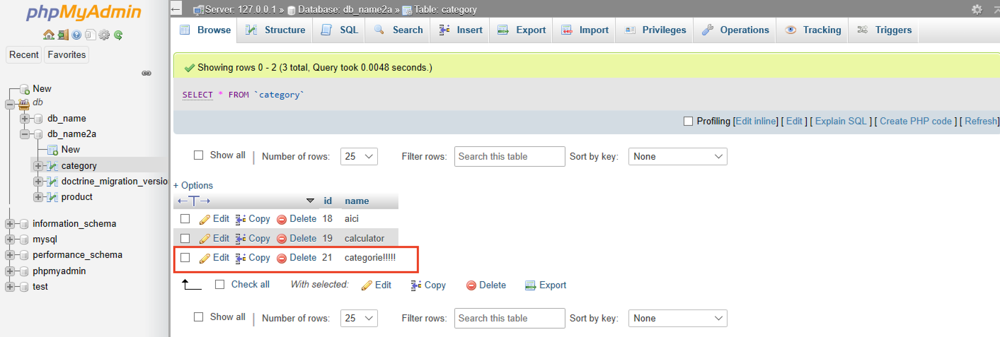 phpMyAdmin
Recent Favorites
New
db
db_name
db_name2a
New
category
doctrine_migration_versio
product
information_schema
mysql
performance_schema
phpmyadmin
test
Server: 127.0.0.1 » Database: db_name2a » Table: category
Browse Structure SQL Search Insert Export Import Privileges Operations Tracking Triggers
Showing rows 0 - 2 (3 total, Query took 0.0048 seconds.)
SELECT * FROM `category`
Profiling [Edit inline] [ Edit ] [ Explain SQL ] [ Create PHP code ] [ Refresh]
Show all | Number of rows: 25 Filter rows: Search this table Sort by key: None
+ Options
←T→ id name
Edit Copy Delete 18 aici
Edit Copy Delete 19 calculator
Edit Copy Delete 21 categorie!!!!!
Check all With selected: Edit Copy Delete Export
Show all | Number of rows: 25 Filter rows: Search this table Sort by key: None